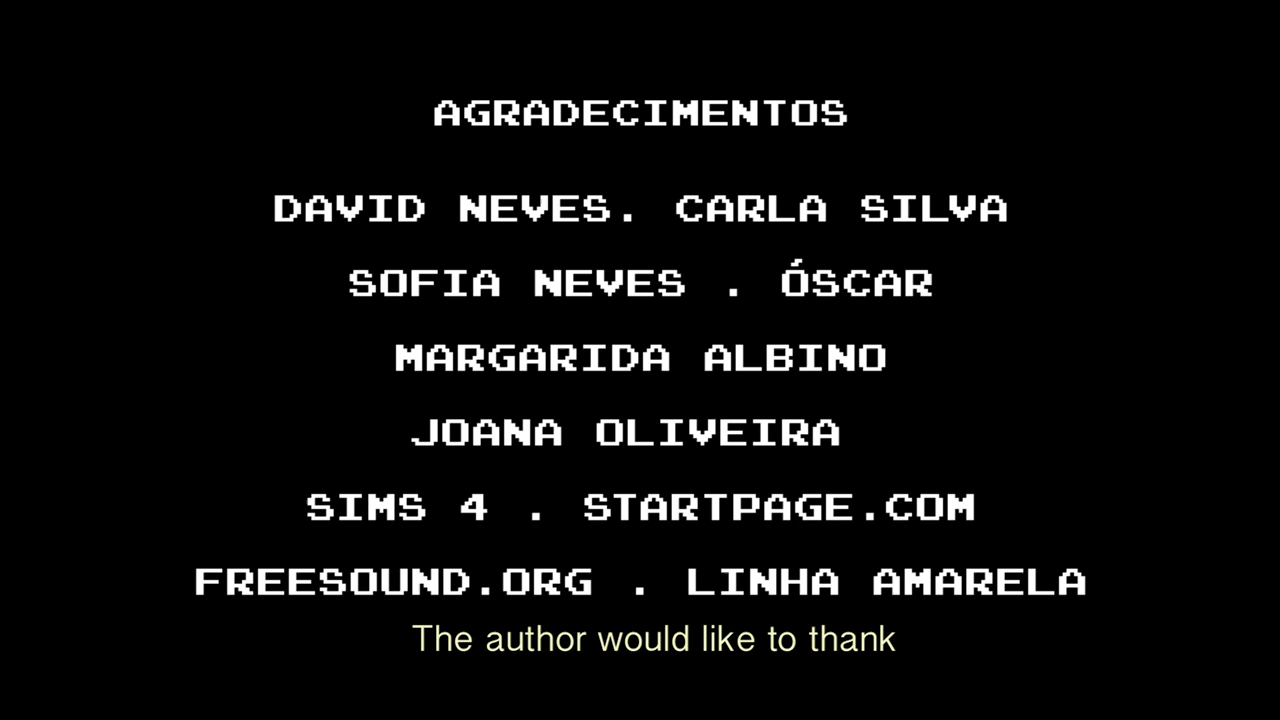 AGRADECIMENTOS
DAVID NEVES. CARLA SILVA
SOFIA NEVES . ÓSCAR
MARGARIDA ALBINO
JOANA OLIVEIRA
SIMS 4 . STARTPAGE.COM
FREESOUND.ORG . LINHA AMARELA
The author would like to thank